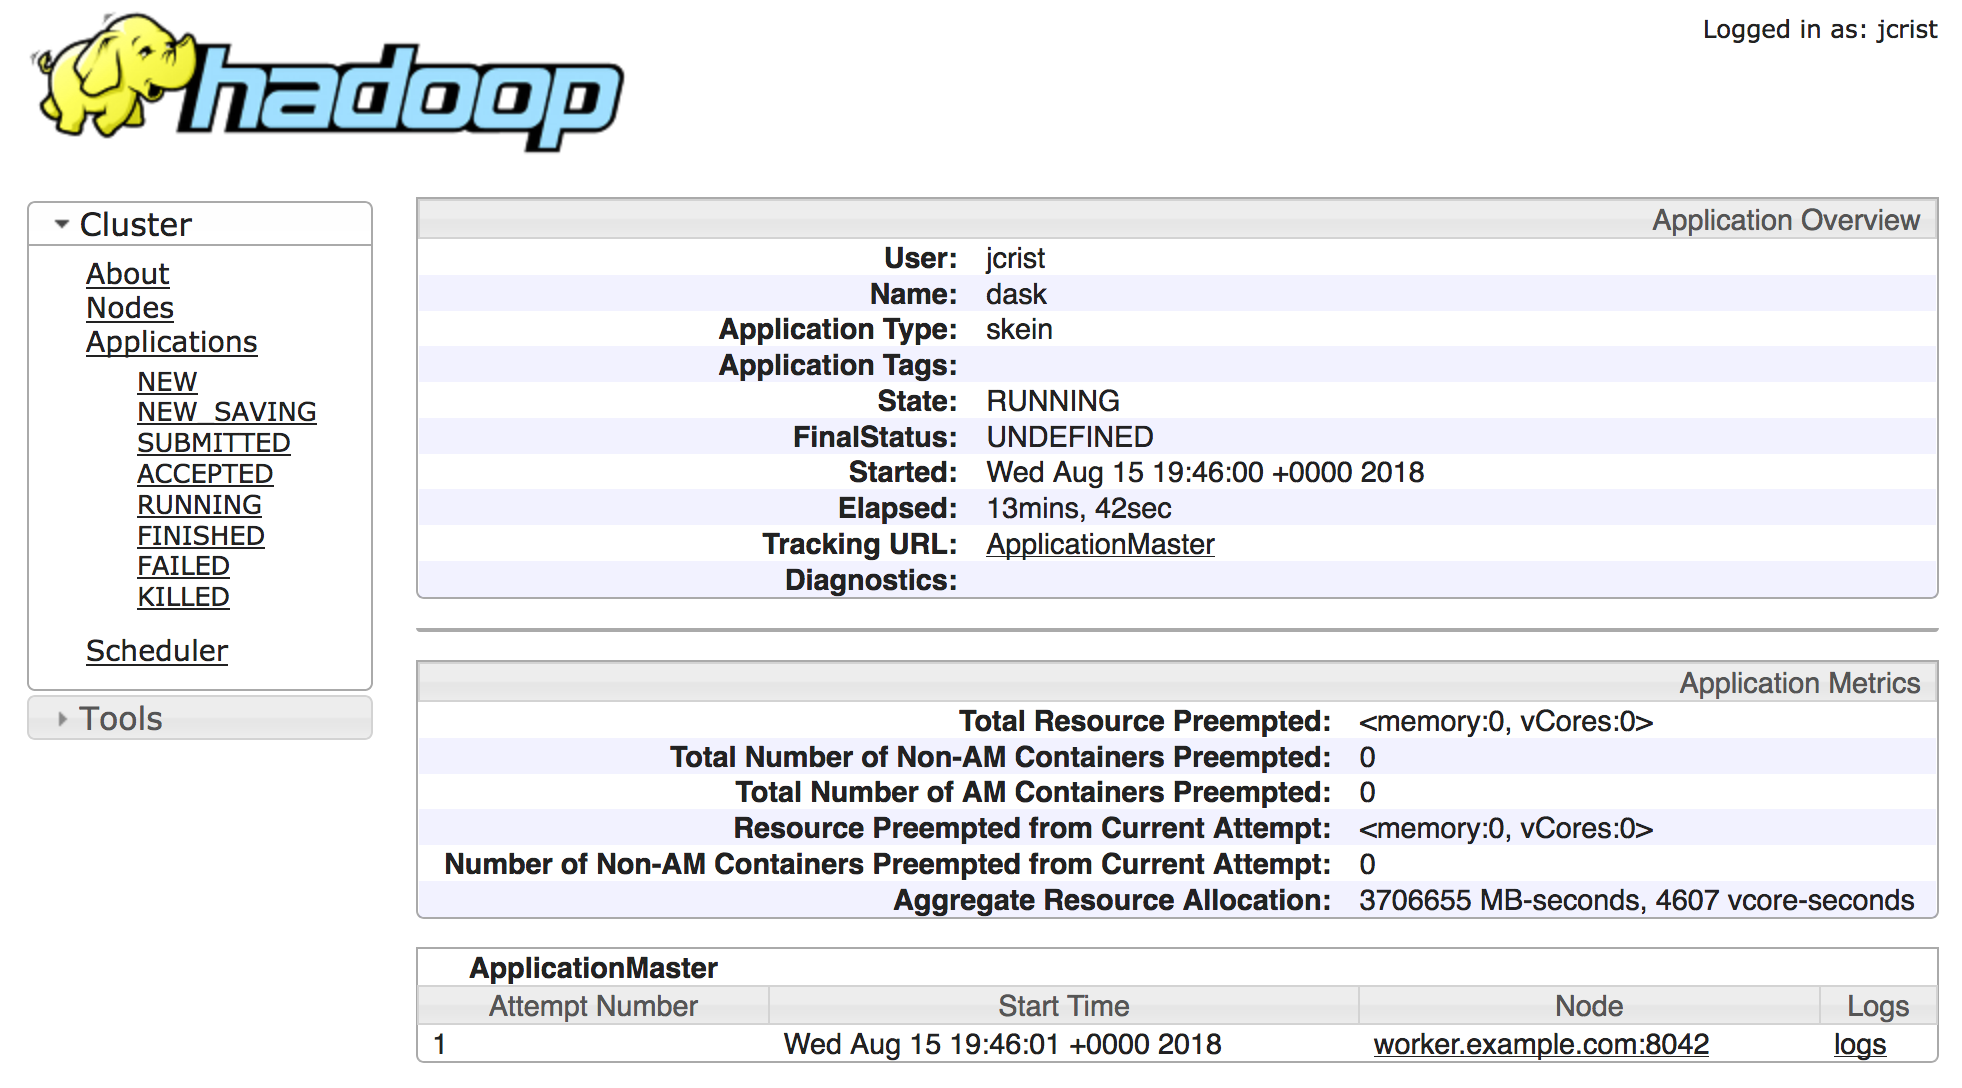 hadoop
Logged in as: jcrist
Cluster
About
Nodes
Applications
NEW
NEW_SAVING
SUBMITTED
ACCEPTED
RUNNING
FINISHED
FAILED
KILLED
Scheduler
Tools
Application Overview
User: jcrist
Name: dask
Application Type: skein
Application Tags:
State: RUNNING
FinalStatus: UNDEFINED
Started: Wed Aug 15 19:46:00 +0000 2018
Elapsed: 13mins, 42sec
Tracking URL: ApplicationMaster
Diagnostics:
Application Metrics
Total Resource Preempted: <memory:0, vCores:0>
Total Number of Non-AM Containers Preempted: 0
Total Number of AM Containers Preempted: 0
Resource Preempted from Current Attempt: <memory:0, vCores:0>
Number of Non-AM Containers Preempted from Current Attempt: 0
Aggregate Resource Allocation: 3706655 MB-seconds, 4607 vcore-seconds
ApplicationMaster
Attempt Number Start Time Node Logs
1 Wed Aug 15 19:46:01 +0000 2018 worker.example.com:8042 logs